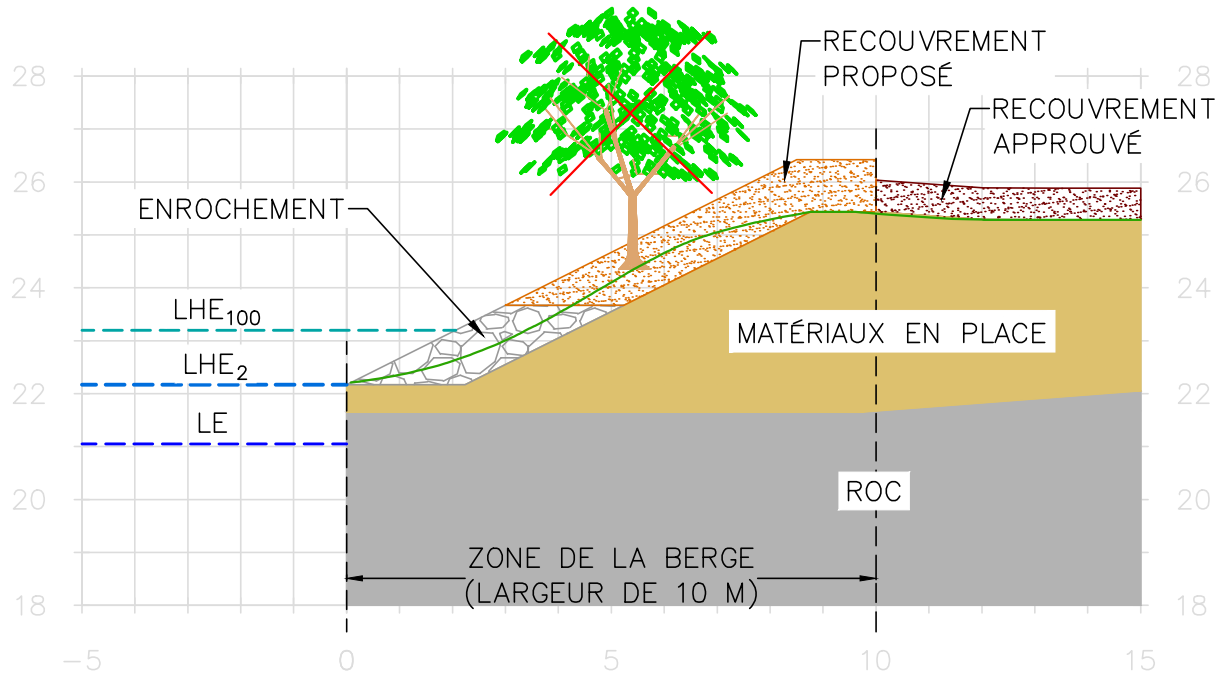 RECOUVREMENT
PROPOSÉ
RECOUVREMENT
APPROUVÉ
ENROCHEMENT
LHE100
LHE2
LE
MATÉRIAUX EN PLACE
ROC
ZONE DE LA BERGE
(LARGEUR DE 10 M)
28
26
24
22
20
18
28
26
24
22
20
18
-5
0
5
10
15